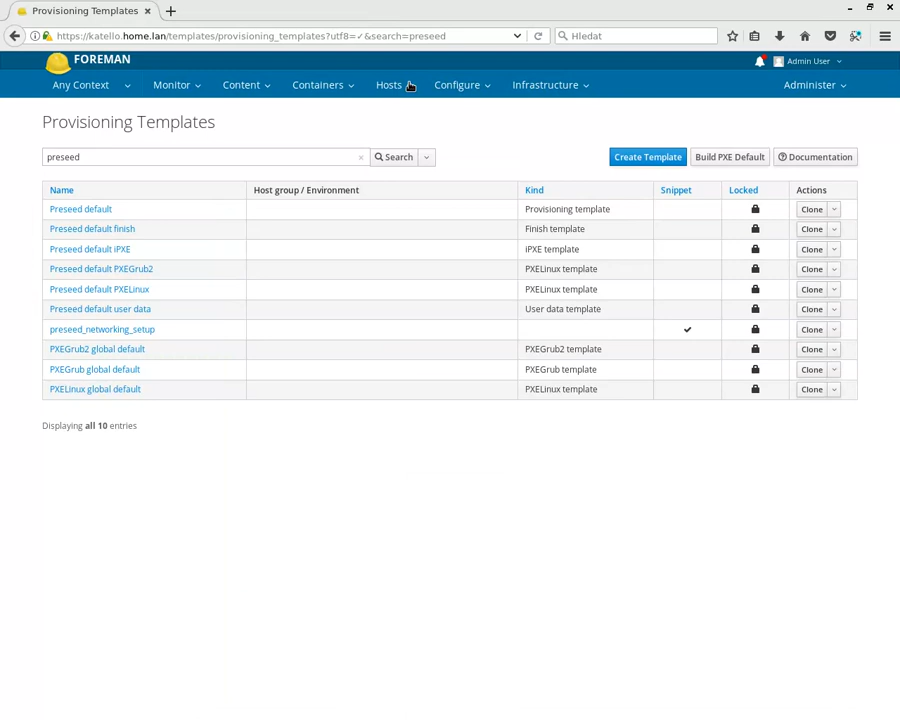 Provisioning Templates
https://katello.home.lan/templates/provisioning_templates?utf8=✓&search=preseed
Hledat
FOREMAN
Admin User
Any Context Monitor Content Containers Hosts Configure Infrastructure Administer
Provisioning Templates
preseed × Search Create Template Build PXE Default Documentation
Name Host group / Environment Kind Snippet Locked Actions
Preseed default Provisioning template Clone
Preseed default finish Finish template Clone
Preseed default iPXE iPXE template Clone
Preseed default PXEGrub2 PXELinux template Clone
Preseed default PXELinux PXELinux template Clone
Preseed default user data User data template Clone
preseed_networking_setup Clone
PXEGrub2 global default PXEGrub2 template Clone
PXEGrub global default PXEGrub template Clone
PXELinux global default PXELinux template Clone
Displaying all 10 entries